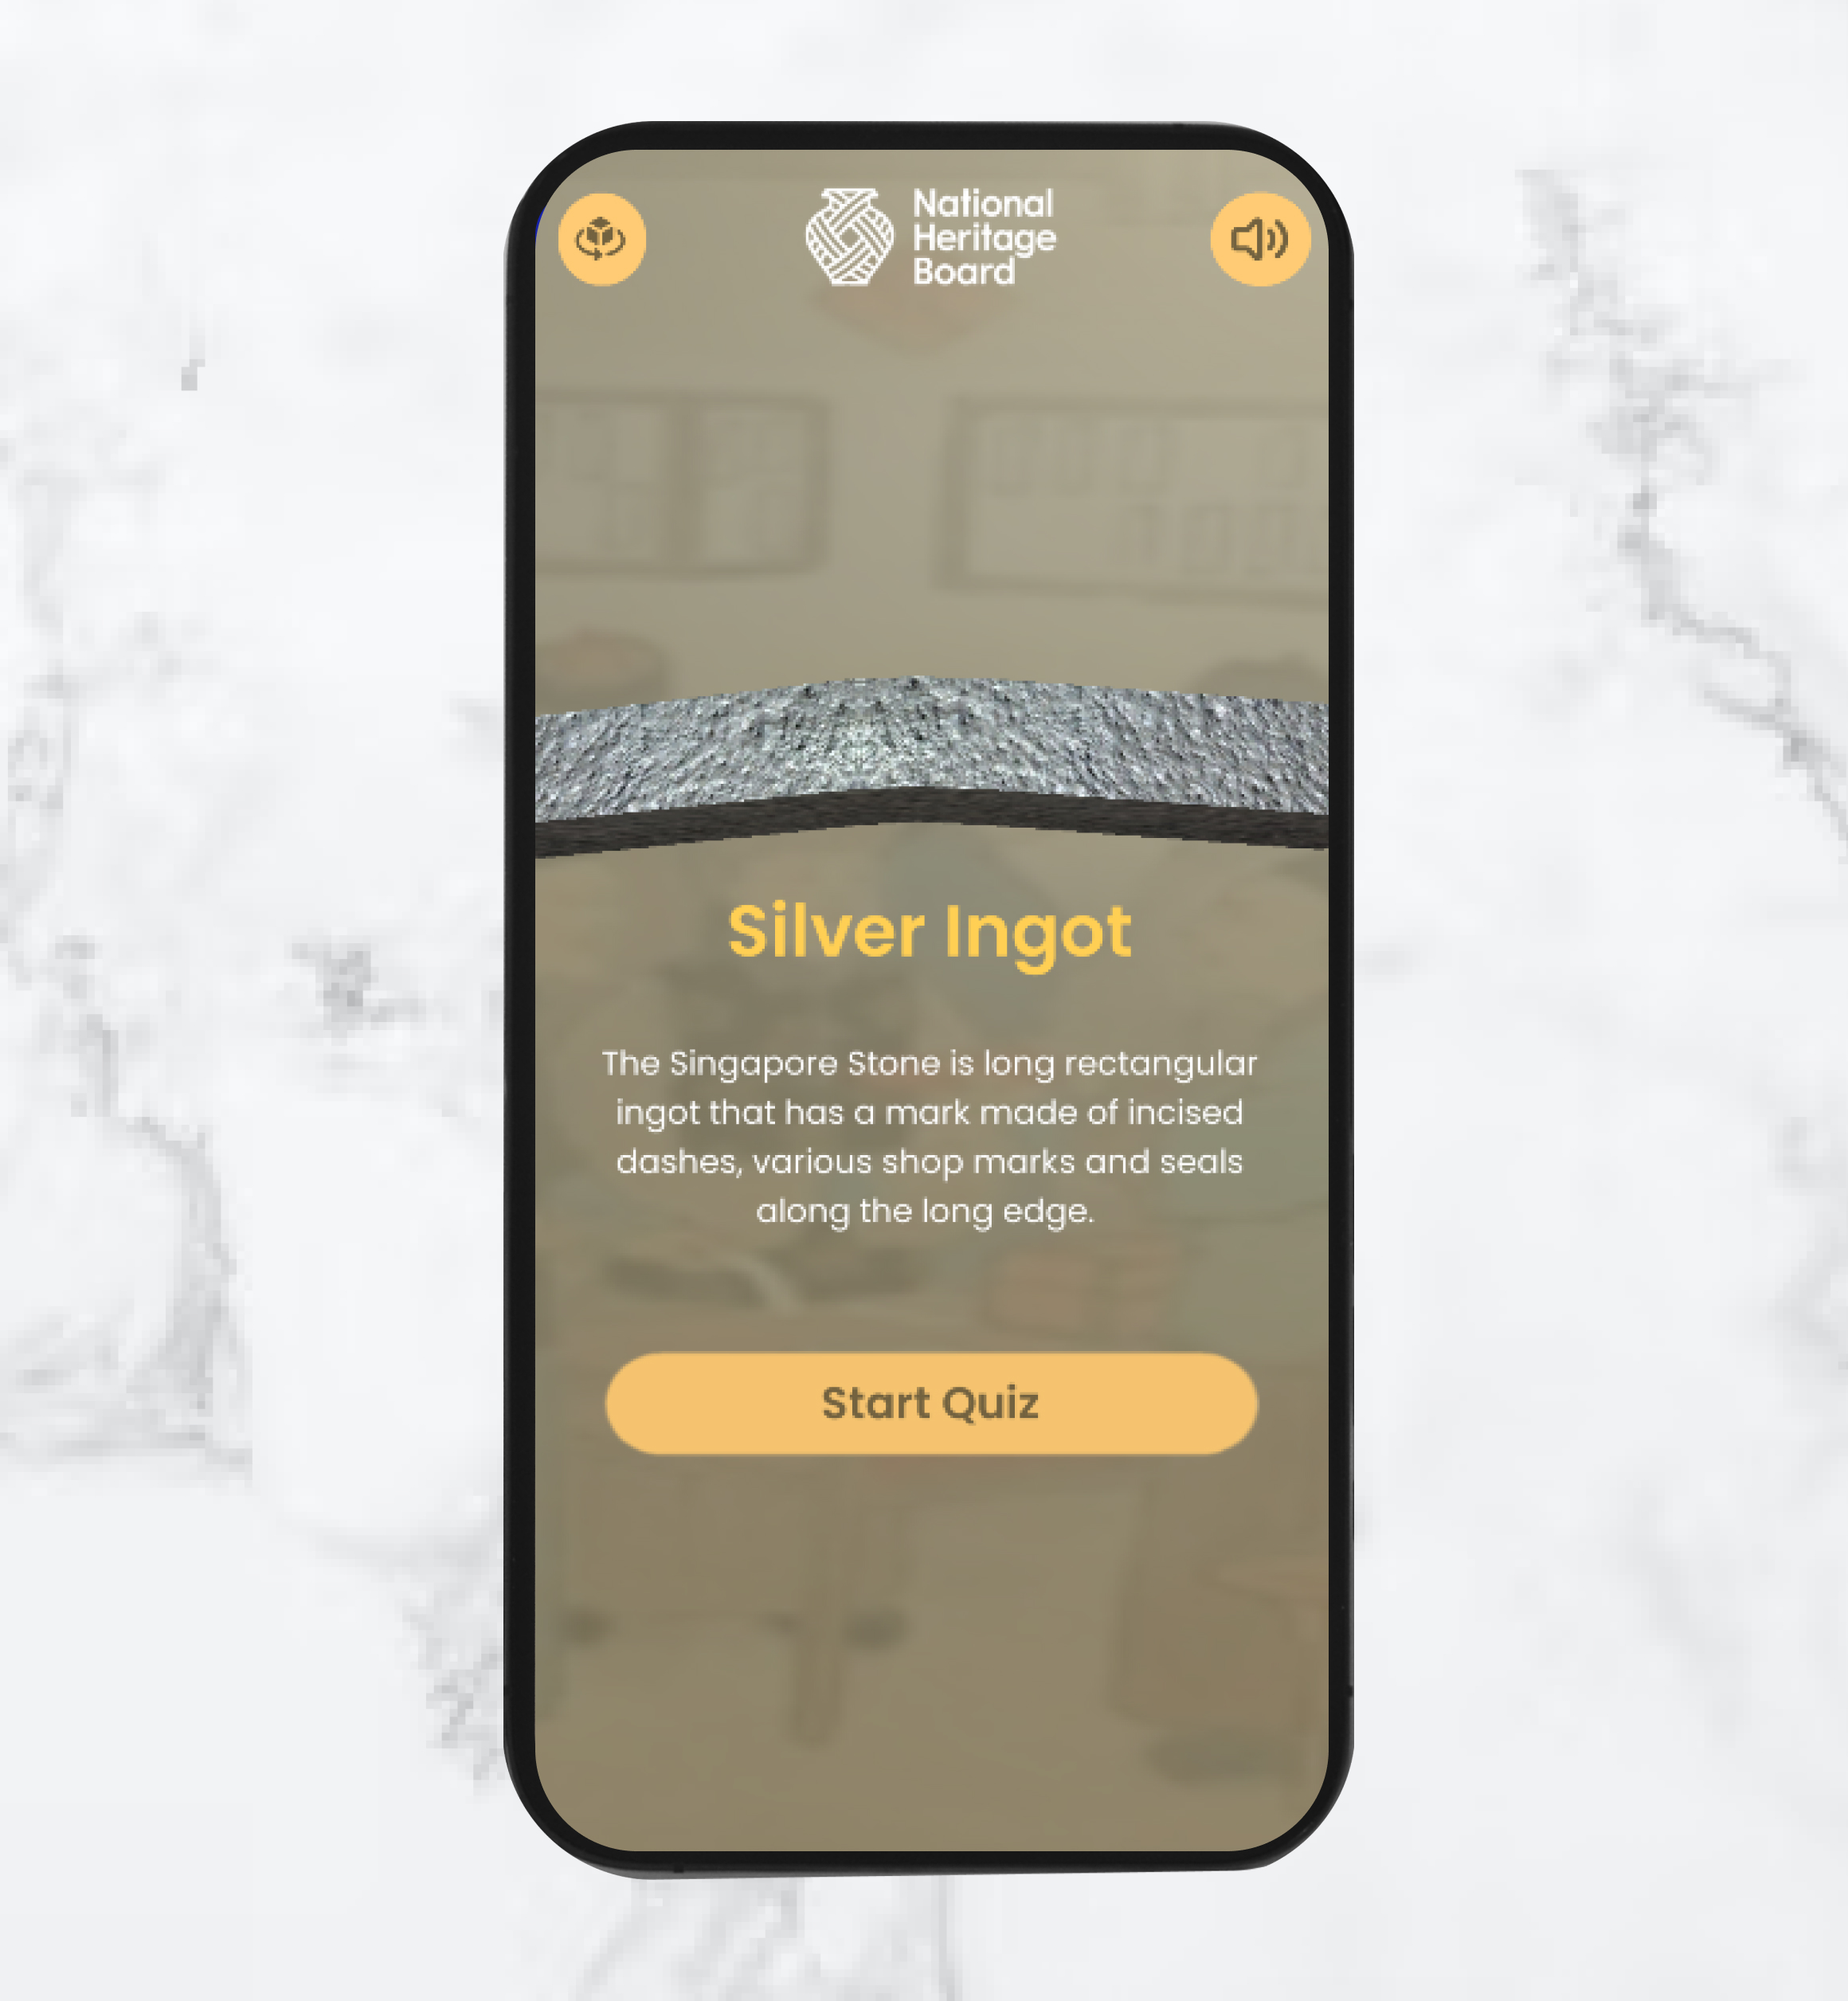 National
Heritage
Board
Silver Ingot
The Singapore Stone is long rectangular
ingot that has a mark made of incised
dashes, various shop marks and seals
along the long edge.
Start Quiz